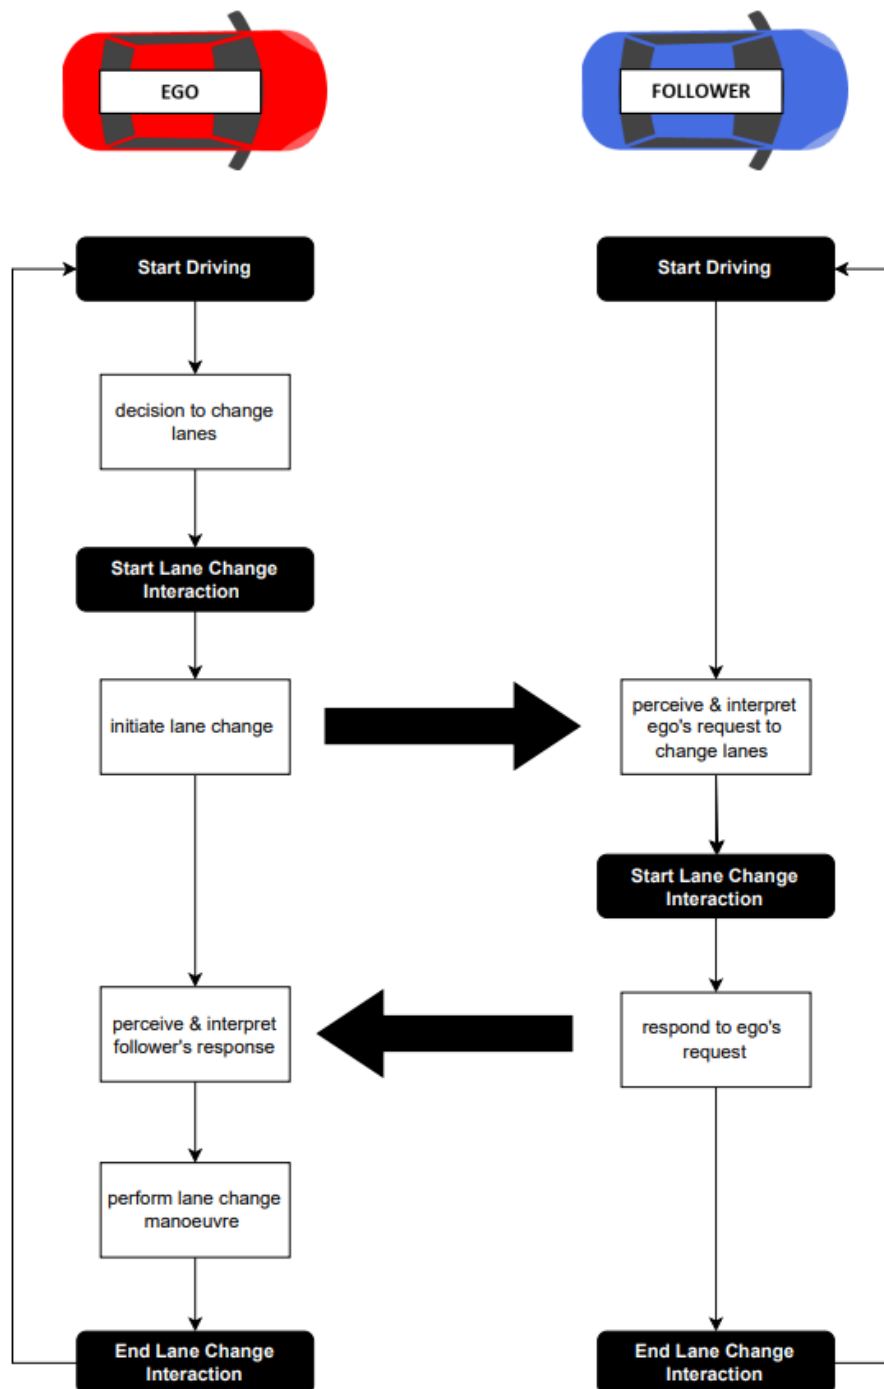 EGO
FOLLOWER
Start Driving
Start Driving
decision to change
lanes
Start Lane Change
Interaction
initiate lane change
perceive & interpret
ego's request to
change lanes
Start Lane Change
Interaction
perceive & interpret
follower's response
respond to ego's
request
perform lane change
manoeuvre
End Lane Change
Interaction
End Lane Change
Interaction